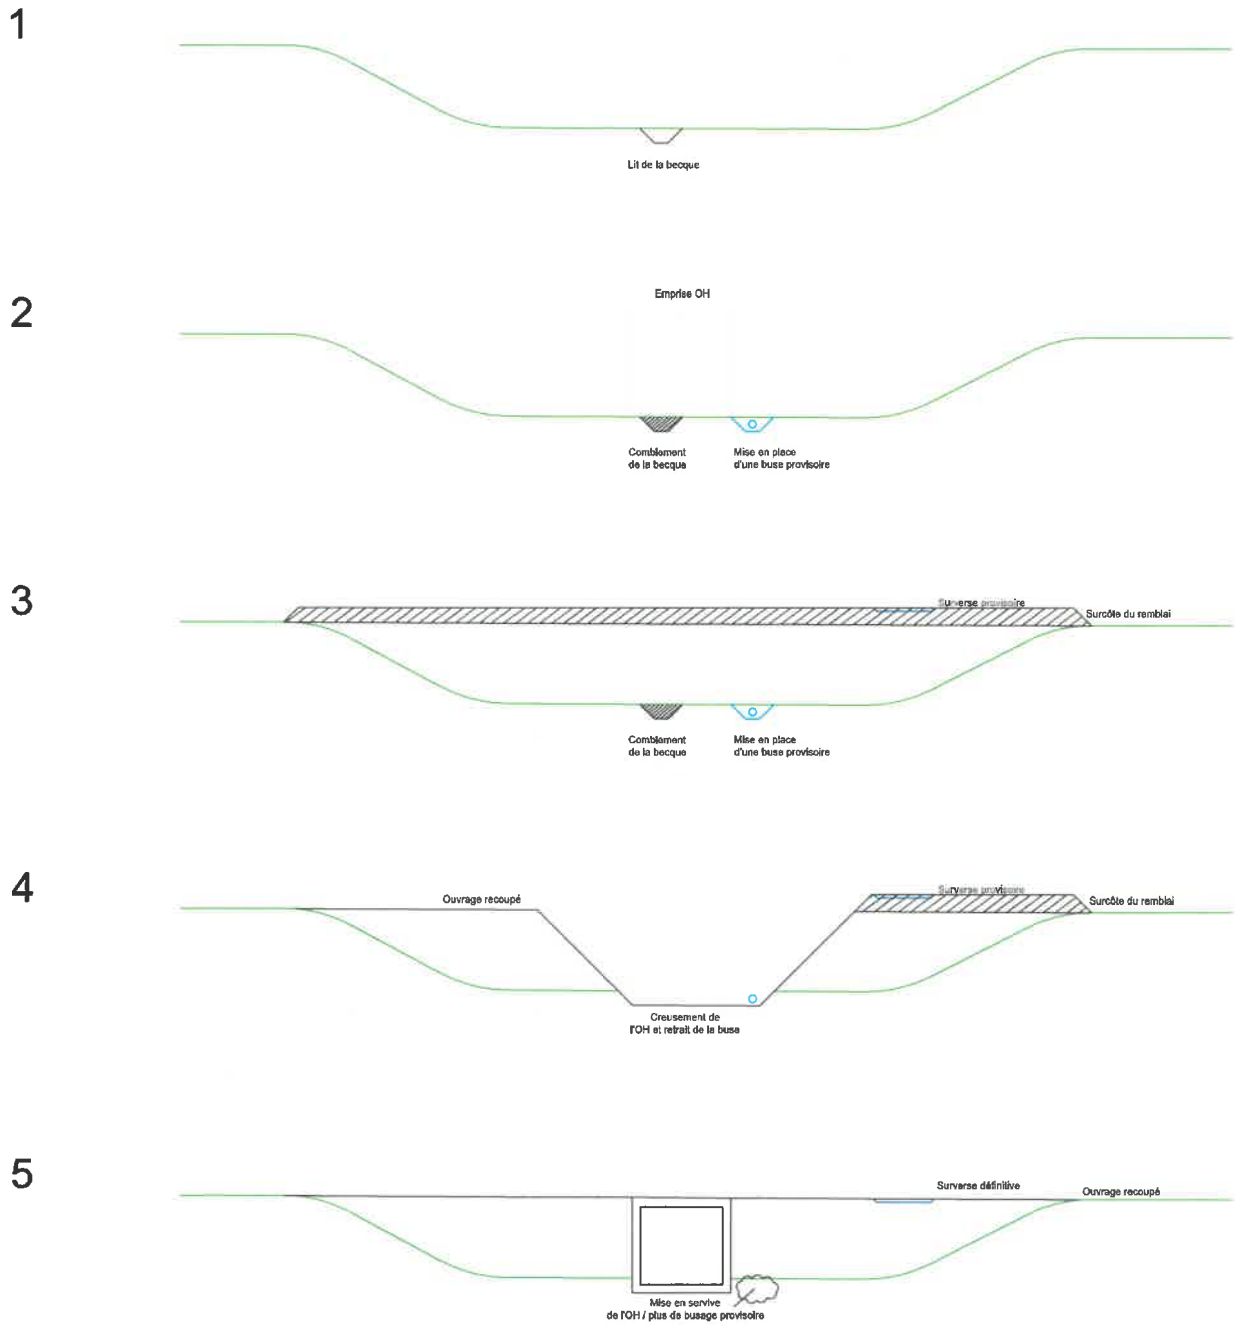 1
Lit de la becque
2
Emprise OH
Comblement
de la becque
Mise en place
d'une buse provisoire
3
Surverse provisoire
Surcôte du remblai
Comblement
de la becque
Mise en place
d'une buse provisoire
4
Ouvrage recoupé
Surverse provisoire
Surcôte du remblai
Creusement de
l'OH et retrait de la buse
5
Surverse définitive
Ouvrage recoupé
Mise en servive
de l'OH / plus de busage provisoire